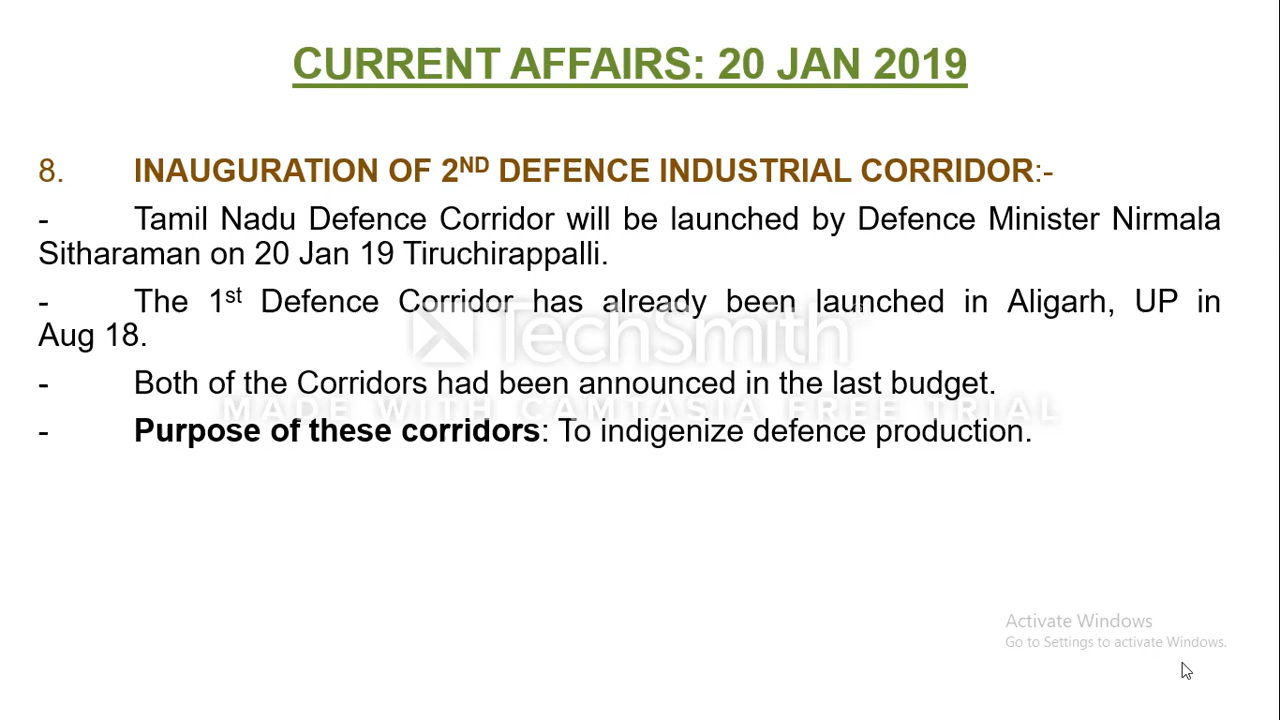 CURRENT AFFAIRS: 20 JAN 2019
8. INAUGURATION OF 2ND DEFENCE INDUSTRIAL CORRIDOR:-
- Tamil Nadu Defence Corridor will be launched by Defence Minister Nirmala
Sitharaman on 20 Jan 19 Tiruchirappalli.
- The 1st Defence Corridor has already been launched in Aligarh, UP in
Aug 18.
TechSmith
- Both of the Corridors had been announced in the last budget.
MADE WITH CAMTASIA FREE TRIAL
- Purpose of these corridors: To indigenize defence production.
Activate Windows
Go to Settings to activate Windows.